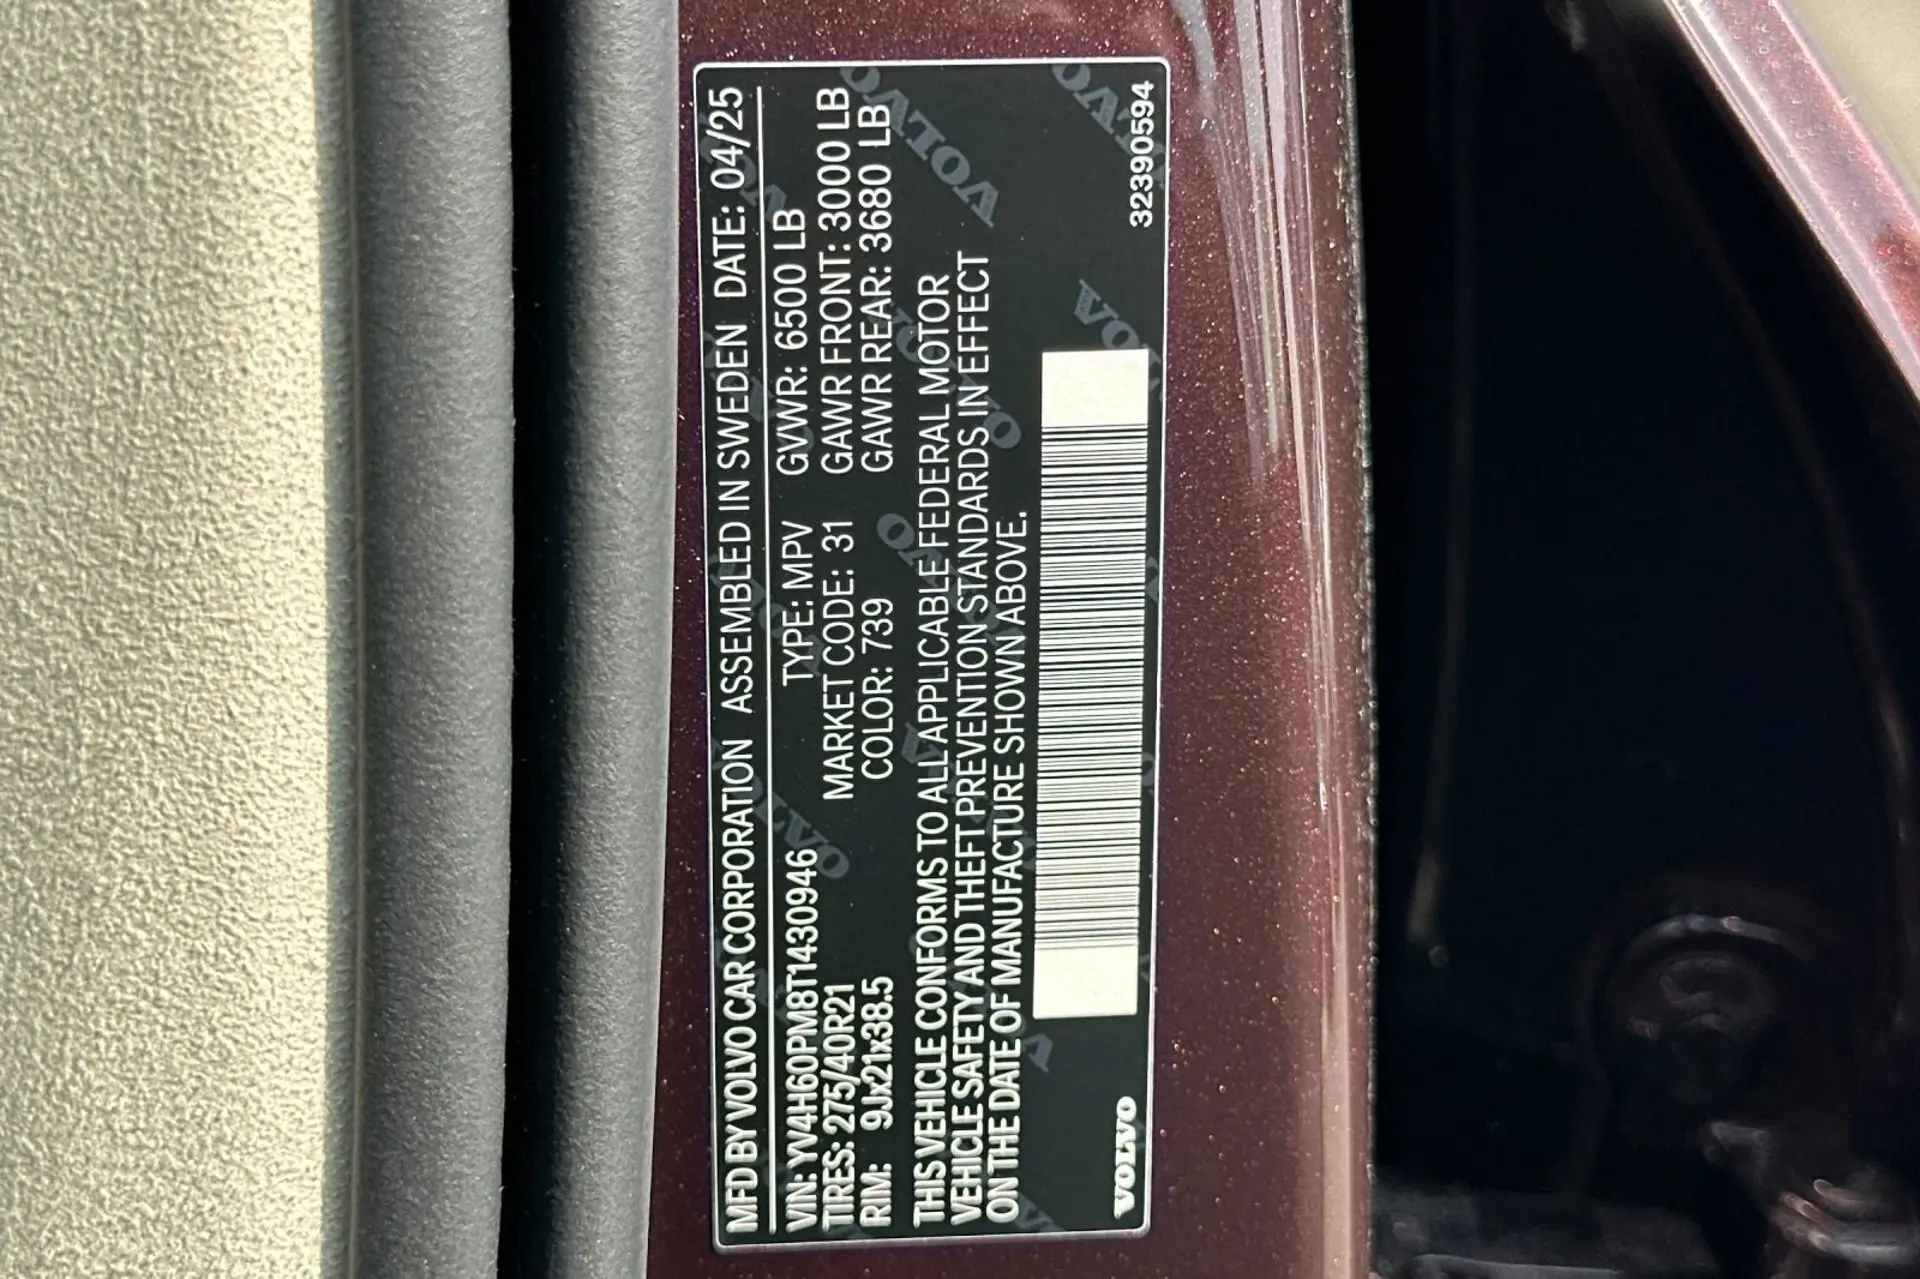 MFD BY VOLVO CAR CORPORATION ASSEMBLED IN SWEDEN DATE: 04/25
VIN: YV4H60PM8T1430946 TYPE: MPV GVWR: 6500 LB
TIRES: 275/40R21 MARKET CODE: 31 GAWR FRONT: 3000 LB
RIM: 9Jx21x38.5 COLOR: 739 GAWR REAR: 3680 LB
THIS VEHICLE CONFORMS TO ALL APPLICABLE FEDERAL MOTOR
VEHICLE SAFETY AND THEFT PREVENTION STANDARDS IN EFFECT
ON THE DATE OF MANUFACTURE SHOWN ABOVE.
VOLVO
32390594